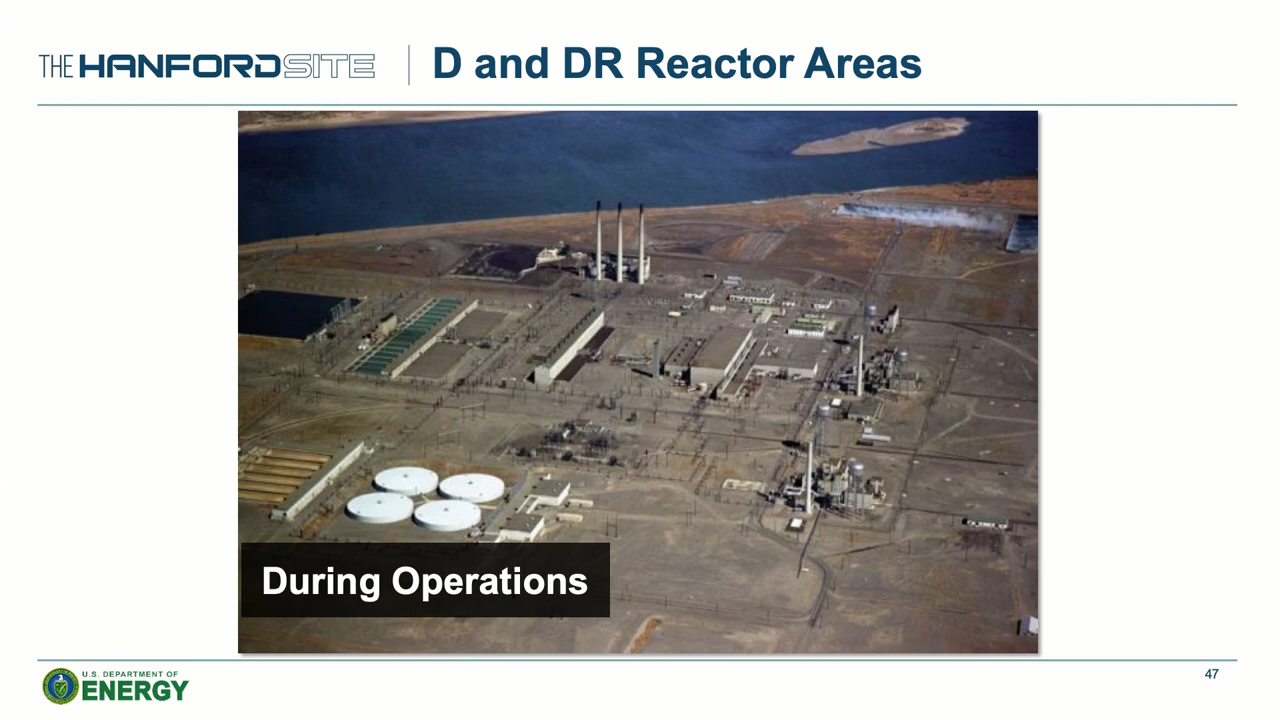 THE HANFORD SITE
D and DR Reactor Areas
During Operations
U.S. DEPARTMENT OF
ENERGY
47